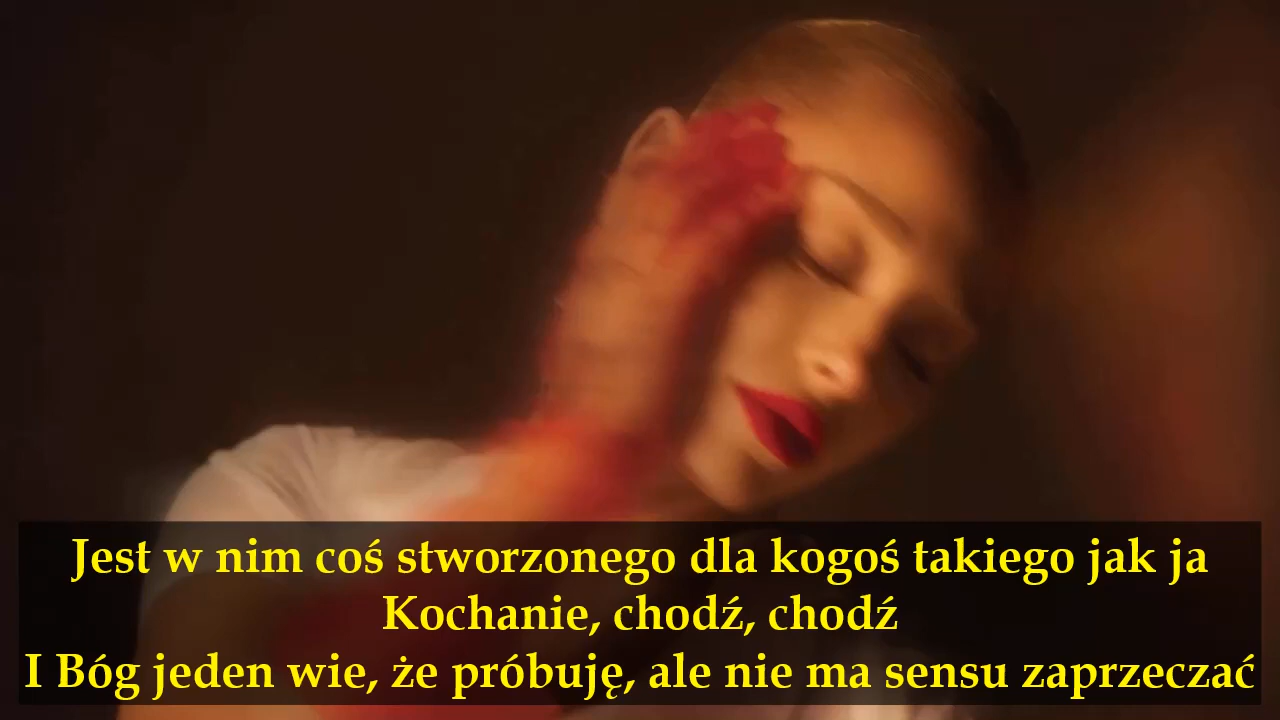 Jest w nim coś stworzonego dla kogoś takiego jak ja
Kochanie, chodź, chodź
I Bóg jeden wie, że próbuję, ale nie ma sensu zaprzeczać